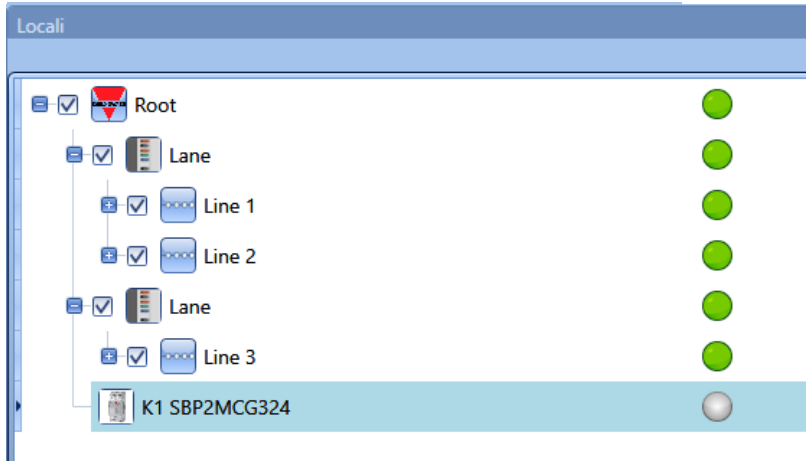 Locali
Root
Lane
Line 1
Line 2
Lane
Line 3
K1 SBP2MCG324